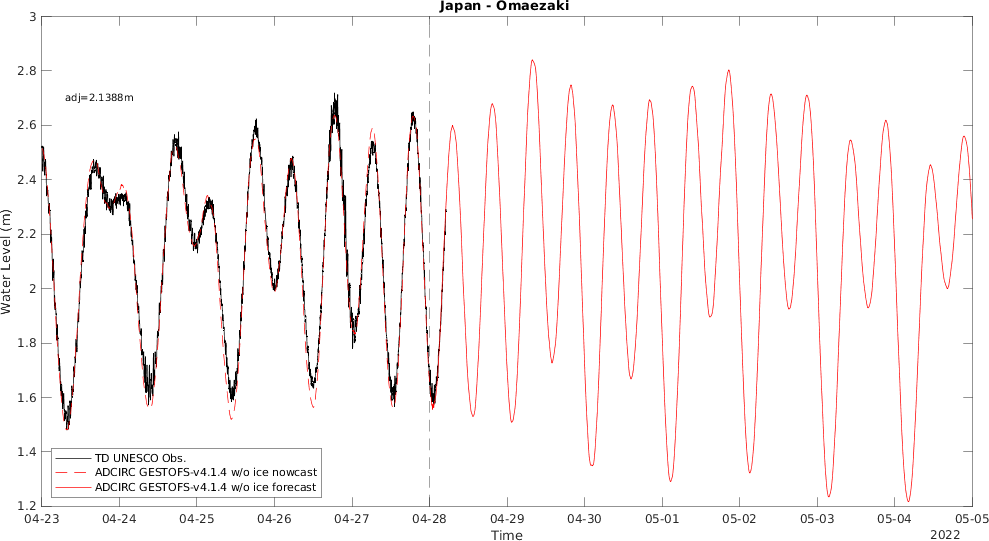 Japan - Omaezaki
3
2.8
2.6
2.4
2.2
2
1.8
1.6
1.4
1.2
Water Level (m)
adj=2.1388m
TD UNESCO Obs.
ADCIRC GESTOFS-v4.1.4 w/o ice nowcast
ADCIRC GESTOFS-v4.1.4 w/o ice forecast
04-23 04-24 04-25 04-26 04-27 04-28 04-29 04-30 05-01 05-02 05-03 05-04 05-05
Time
2022